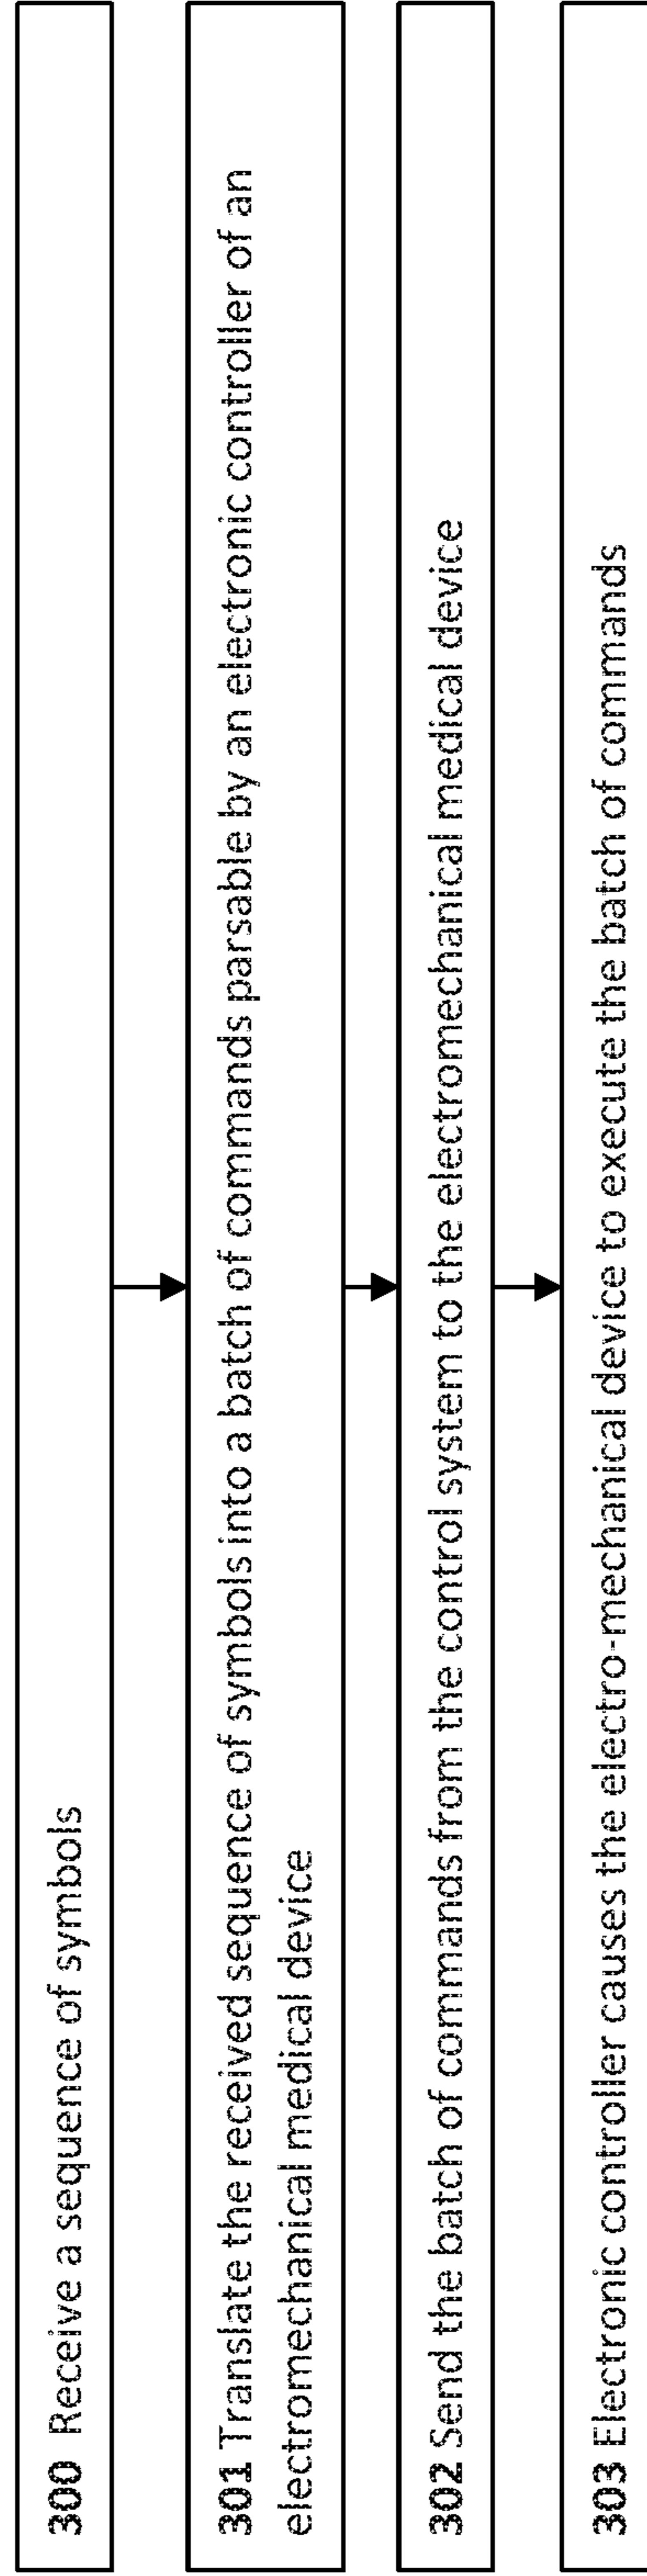 300 Receive a sequence of symbols
301 Translate the received sequence of symbols into a batch of commands parsable by an electronic controller of an
electromechanical medical device
302 Send the batch of commands from the control system to the electromechanical medical device
303 Electronic controller causes the electro-mechanical device to execute the batch of commands